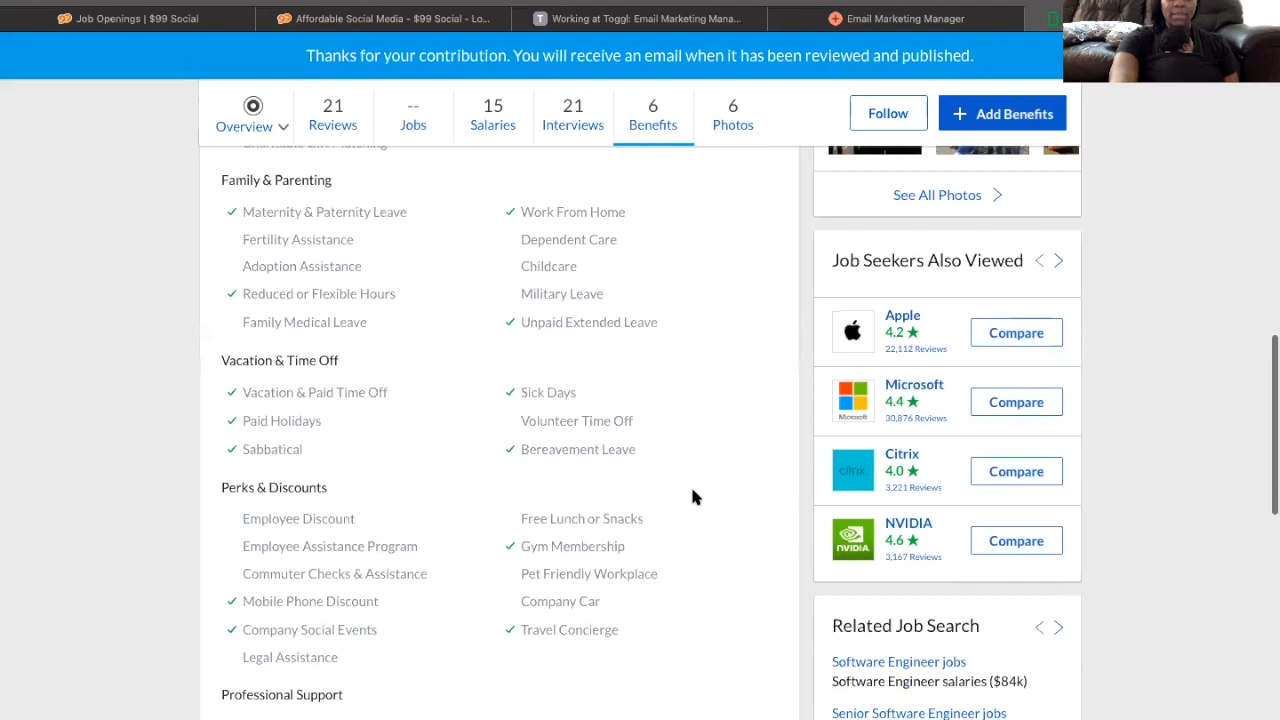 Job Openings | $99 Social
Affordable Social Media - $99 Social - Lo...
T Working at Toggl: Email Marketing Mana...
Email Marketing Manager
Thanks for your contribution. You will receive an email when it has been reviewed and published.
Overview
21 Reviews
-- Jobs
15 Salaries
21 Interviews
6 Benefits
6 Photos
Follow
+ Add Benefits
Charitable Gift Matching
Family & Parenting
Maternity & Paternity Leave
Work From Home
Fertility Assistance
Dependent Care
Adoption Assistance
Childcare
Reduced or Flexible Hours
Military Leave
Family Medical Leave
Unpaid Extended Leave
Vacation & Time Off
Vacation & Paid Time Off
Sick Days
Paid Holidays
Volunteer Time Off
Sabbatical
Bereavement Leave
Perks & Discounts
Employee Discount
Free Lunch or Snacks
Employee Assistance Program
Gym Membership
Commuter Checks & Assistance
Pet Friendly Workplace
Mobile Phone Discount
Company Car
Company Social Events
Travel Concierge
Legal Assistance
Professional Support
See All Photos
Job Seekers Also Viewed
Apple
4.2 ★
22,112 Reviews
Compare
Microsoft
Microsoft
4.4 ★
30,876 Reviews
Compare
citrix
Citrix
4.0 ★
3,221 Reviews
Compare
NVIDIA
NVIDIA
4.6 ★
3,167 Reviews
Compare
Related Job Search
Software Engineer jobs
Software Engineer salaries ($84k)
Senior Software Engineer jobs